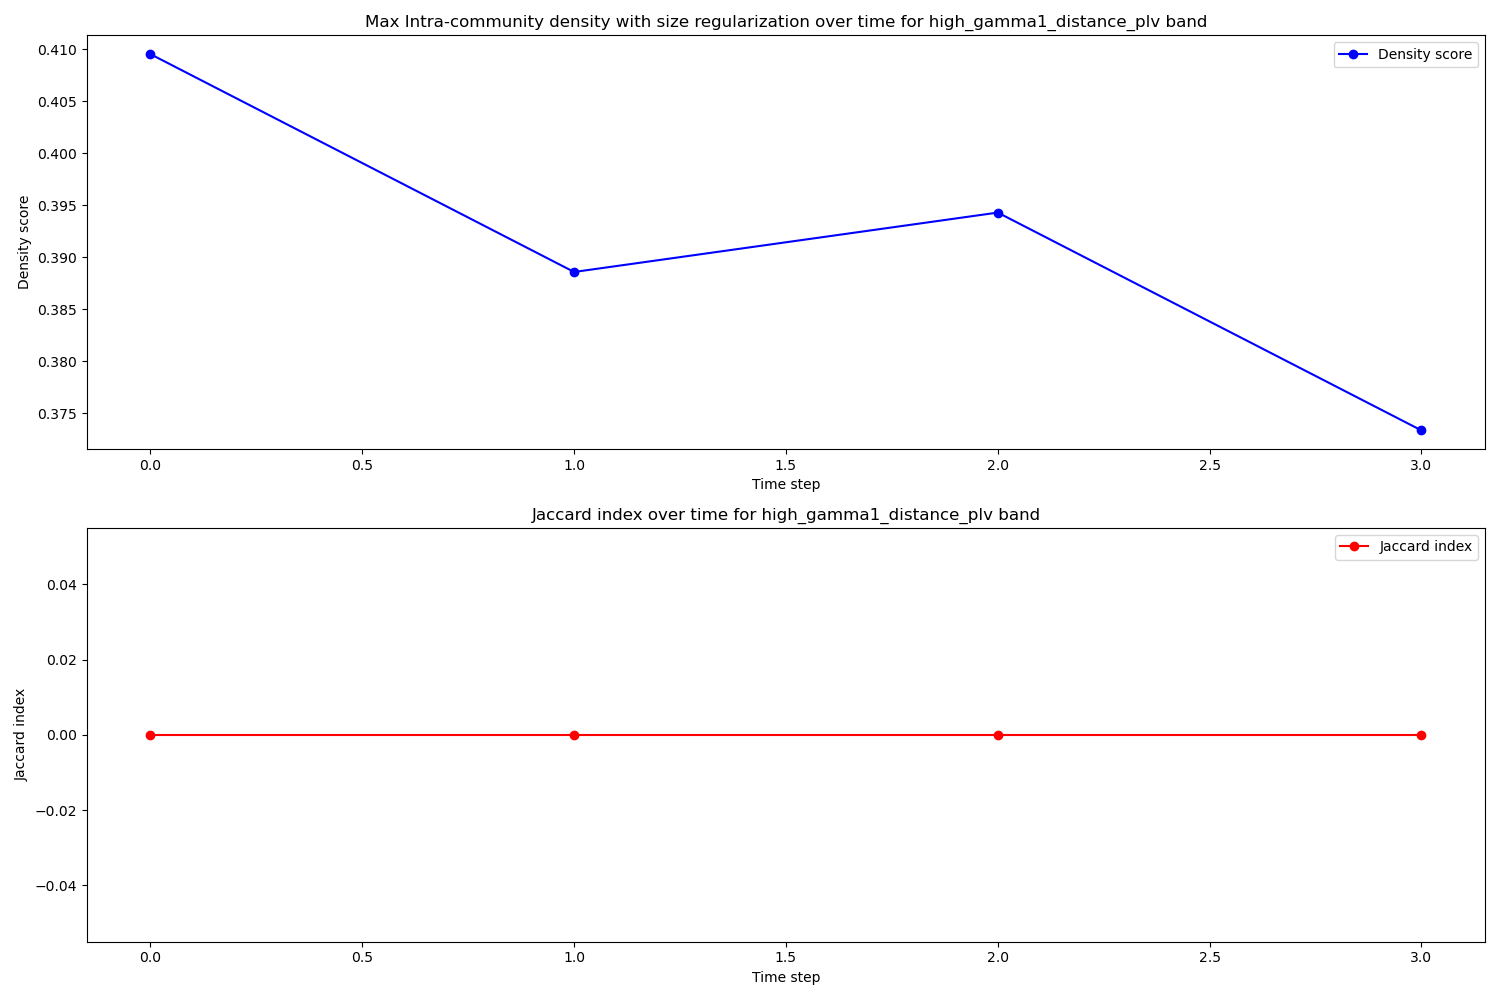 Max Intra-community density with size regularization over time for high_gamma1_distance_plv band
Density score
0.410
0.405
0.400
0.395
0.390
0.385
0.380
0.375
Density score
0.0 0.5 1.0 1.5 2.0 2.5 3.0
Time step
Jaccard index over time for high_gamma1_distance_plv band
Jaccard index
0.04
0.02
0.00
−0.02
−0.04
Jaccard index
0.0 0.5 1.0 1.5 2.0 2.5 3.0
Time step